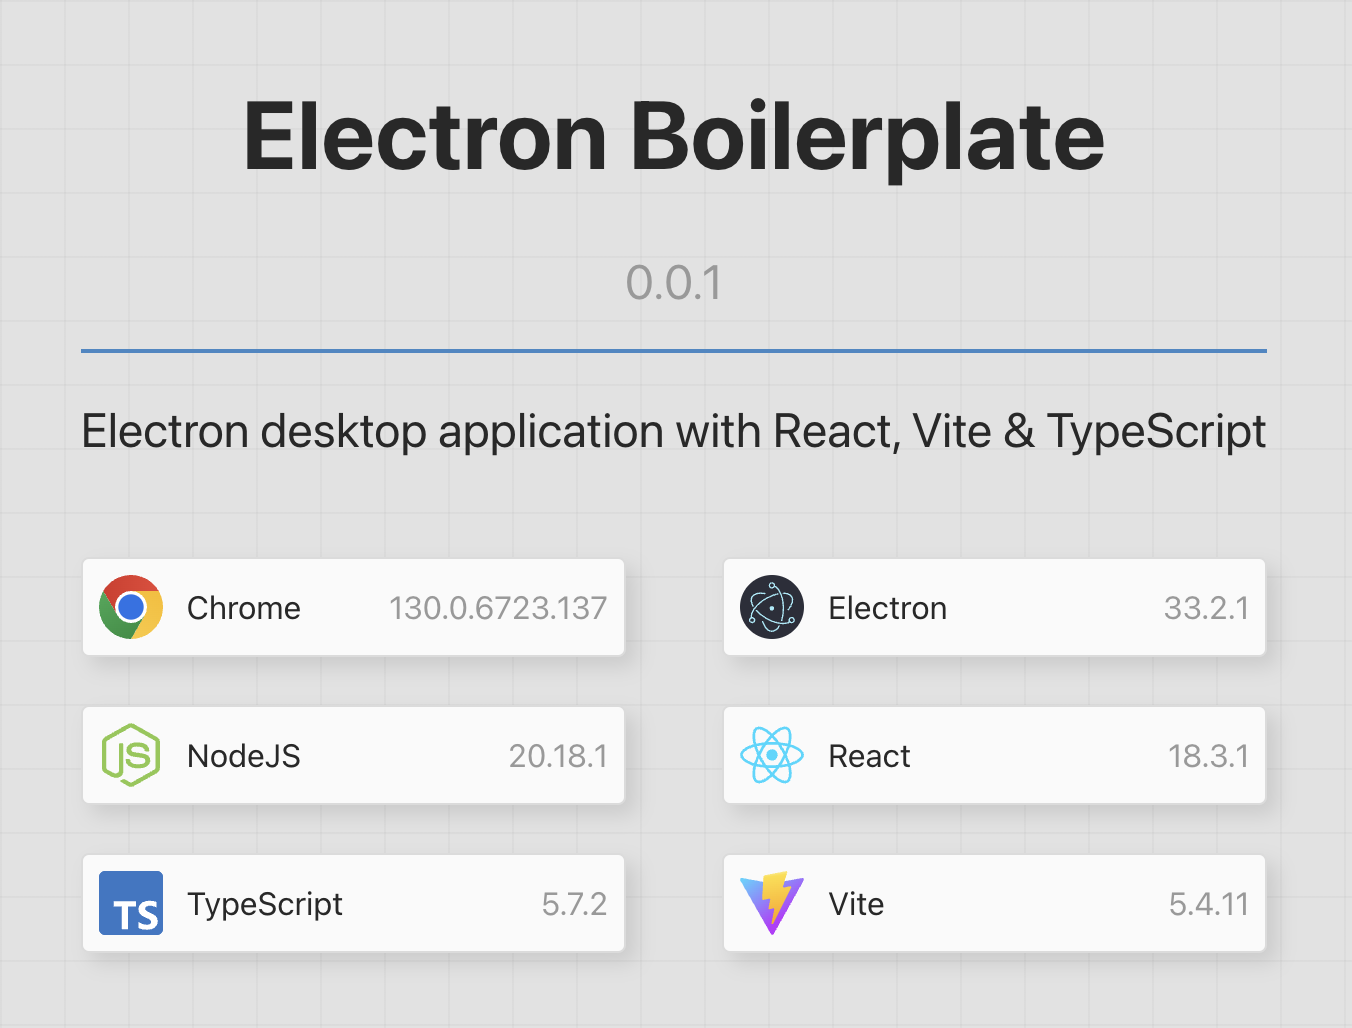 Electron Boilerplate
0.0.1
Electron desktop application with React, Vite & TypeScript
Chrome 130.0.6723.137
Electron 33.2.1
JS NodeJS 20.18.1
React 18.3.1
TS TypeScript 5.7.2
Vite 5.4.11